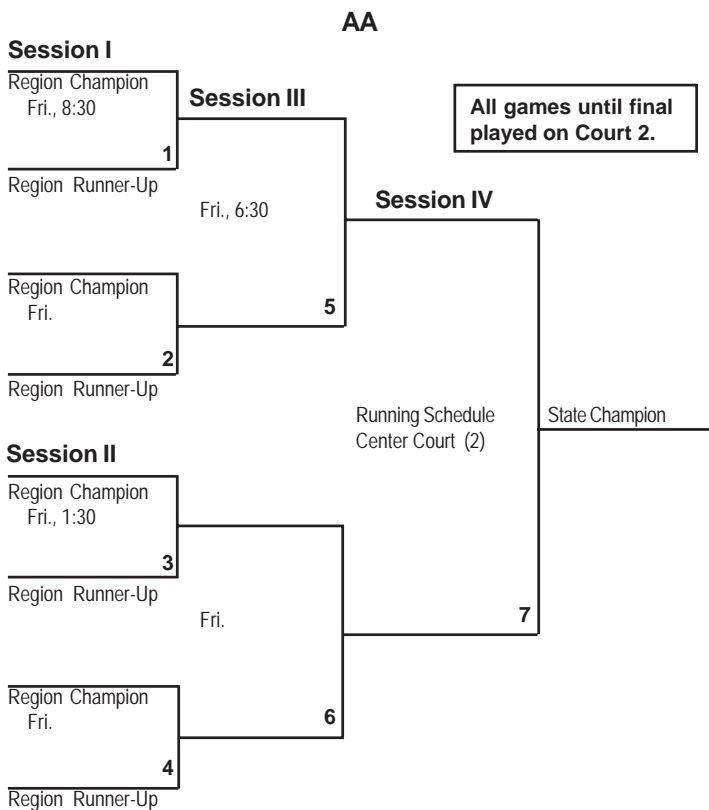 AA
Session I
Region Champion
Fri., 8:30
1
Region Runner-Up
Session III
All games until final
played on Court 2.
Fri., 6:30
Session IV
Region Champion
Fri.
2
Region Runner-Up
5
Running Schedule
Center Court (2)
State Champion
Session II
Region Champion
Fri., 1:30
3
Region Runner-Up
Fri.
7
Region Champion
Fri.
4
Region Runner-Up
6